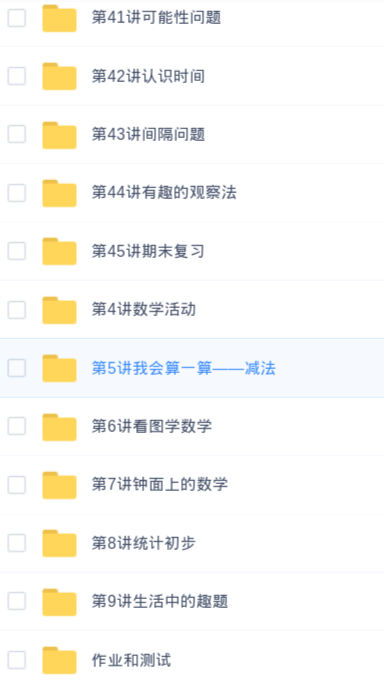 第41讲可能性问题
第42讲认识时间
第43讲间隔问题
第44讲有趣的观察法
第45讲期末复习
第4讲数学活动
第5讲我会算一算——减法
第6讲看图学数学
第7讲钟面上的数学
第8讲统计初步
第9讲生活中的趣题
作业和测试